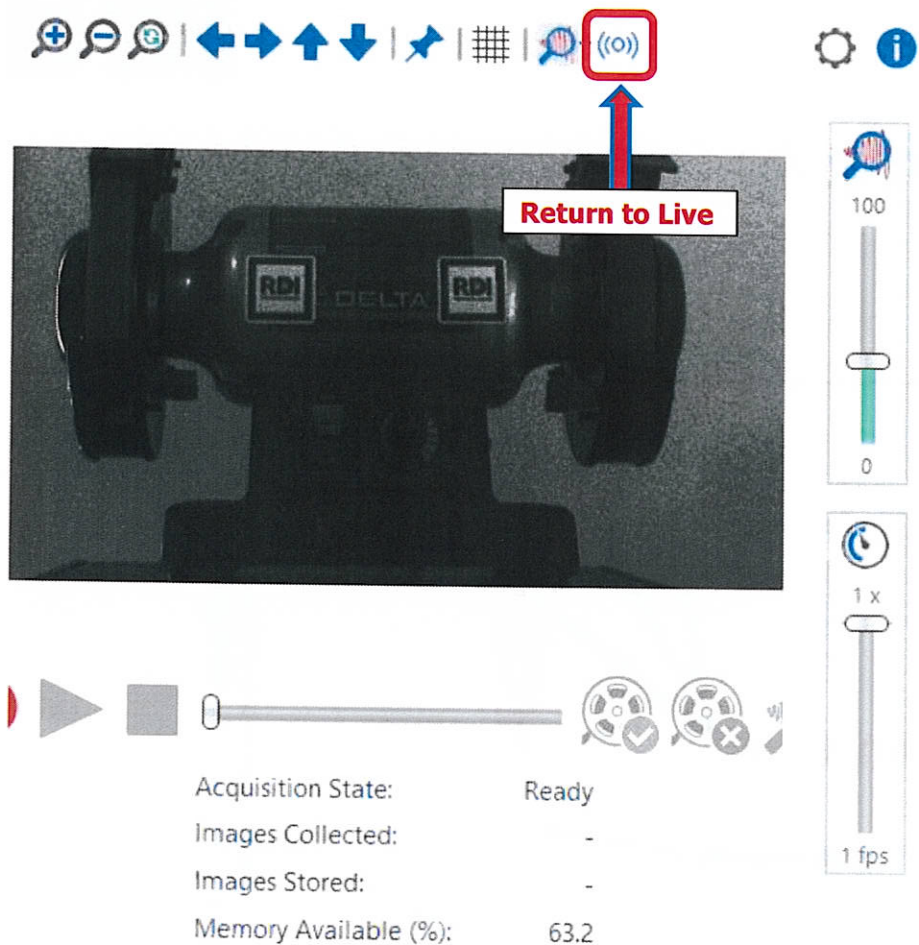 Return to Live
100
RDI
DELTA
RDI
0
1 x
Acquisition State: Ready
Images Collected: -
Images Stored: -
1 fps
Memory Available (%): 63.2